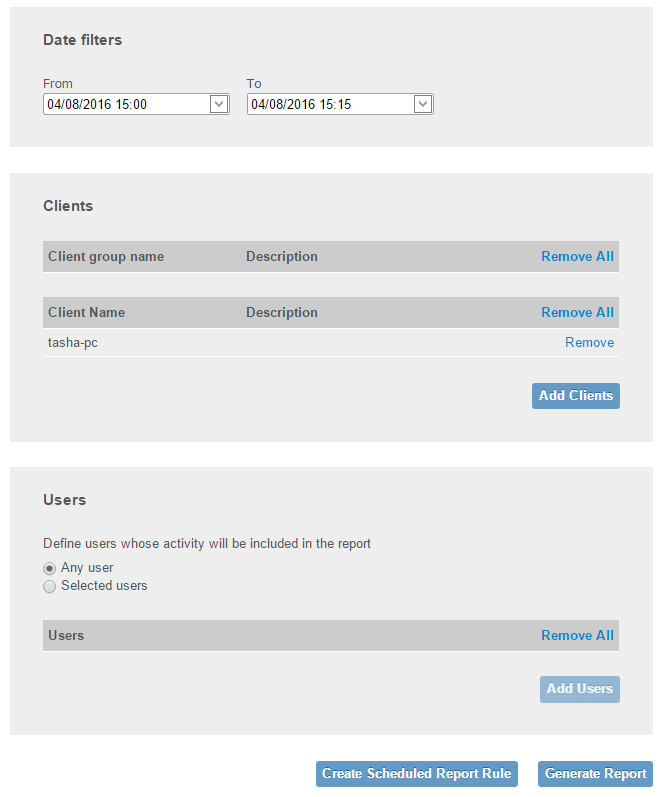 Date filters
From To
04/08/2016 15:00 04/08/2016 15:15
Clients
Client group name Description Remove All
Client Name Description Remove All
tasha-pc Remove
Add Clients
Users
Define users whose activity will be included in the report
Any user
Selected users
Users Remove All
Add Users
Create Scheduled Report Rule Generate Report